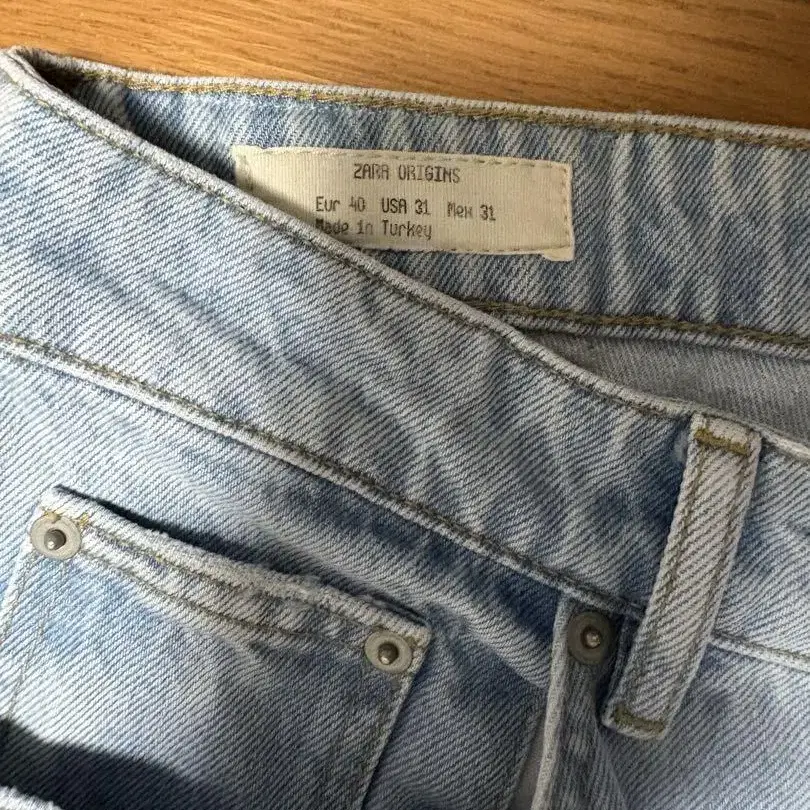 ZARA ORIGINS
Eur 40 USA 31 Mex 31
Made in Turkey